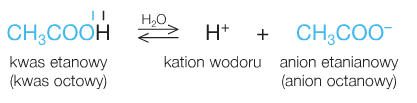 CH₃COOH ⇌ H⁺ + CH₃COO⁻
H₂O
kwas etanowy kation wodoru anion etanianowy
(kwas octowy) (anion octanowy)